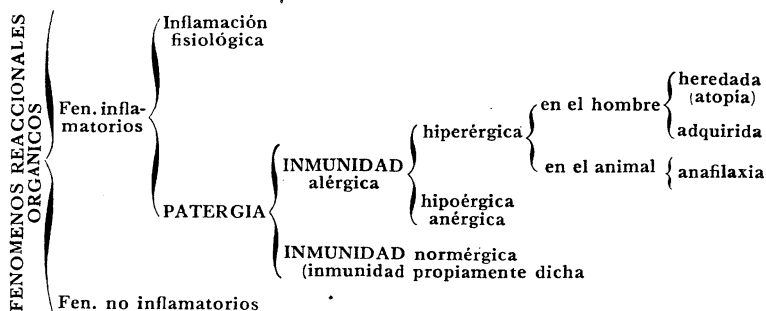 FENOMENOS REACCIONALES
ORGANICOS
Fen. infla-
matorios
Inflamación
fisiológica
PATERGIA
INMUNIDAD
alérgica
hiperérgica
en el hombre
heredada
(atopía)
adquirida
en el animal
anafilaxia
hipoérgica
anérgica
INMUNIDAD normérgica
(inmunidad propiamente dicha
Fen. no inflamatorios